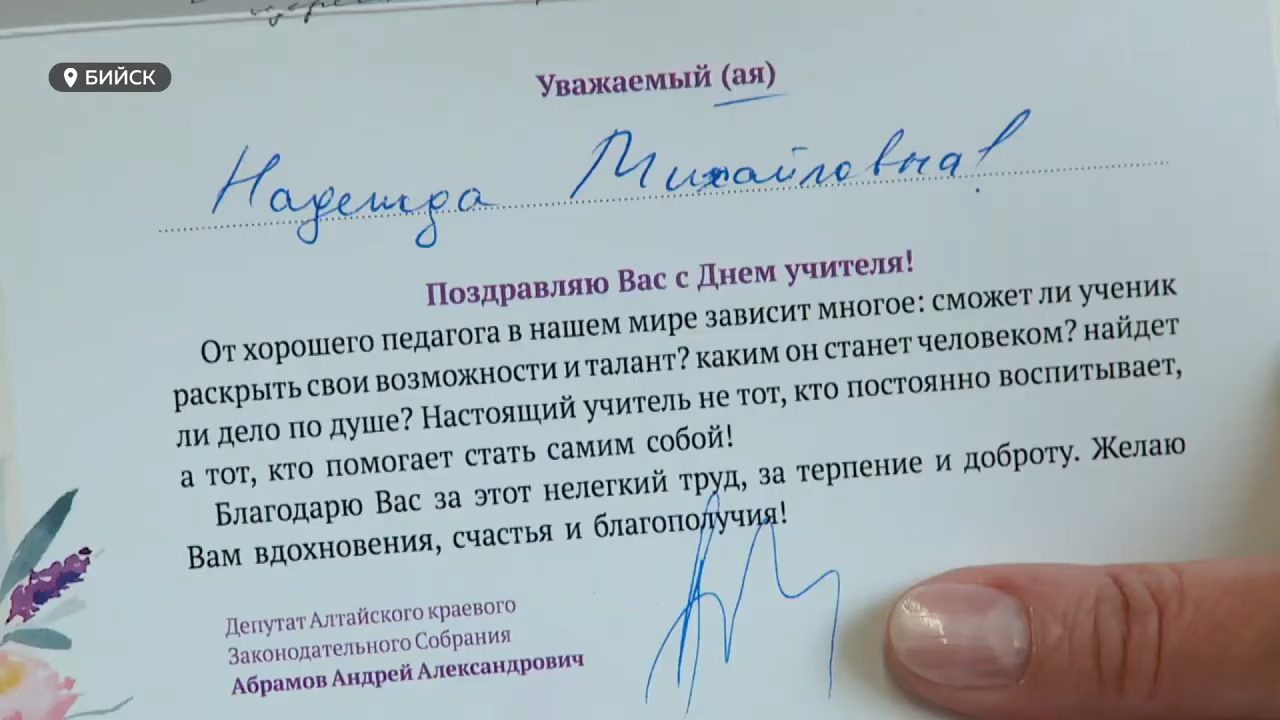 БИЙСК
Уважаемый (ая)
Надежда Михайловна!
Поздравляю Вас с Днем учителя!
От хорошего педагога в нашем мире зависит многое: сможет ли ученик
раскрыть свои возможности и талант? каким он станет человеком? найдет
ли дело по душе? Настоящий учитель не тот, кто постоянно воспитывает,
а тот, кто помогает стать самим собой!
Благодарю Вас за этот нелегкий труд, за терпение и доброту. Желаю
Вам вдохновения, счастья и благополучия!
Депутат Алтайского краевого
Законодательного Собрания
Абрамов Андрей Александрович